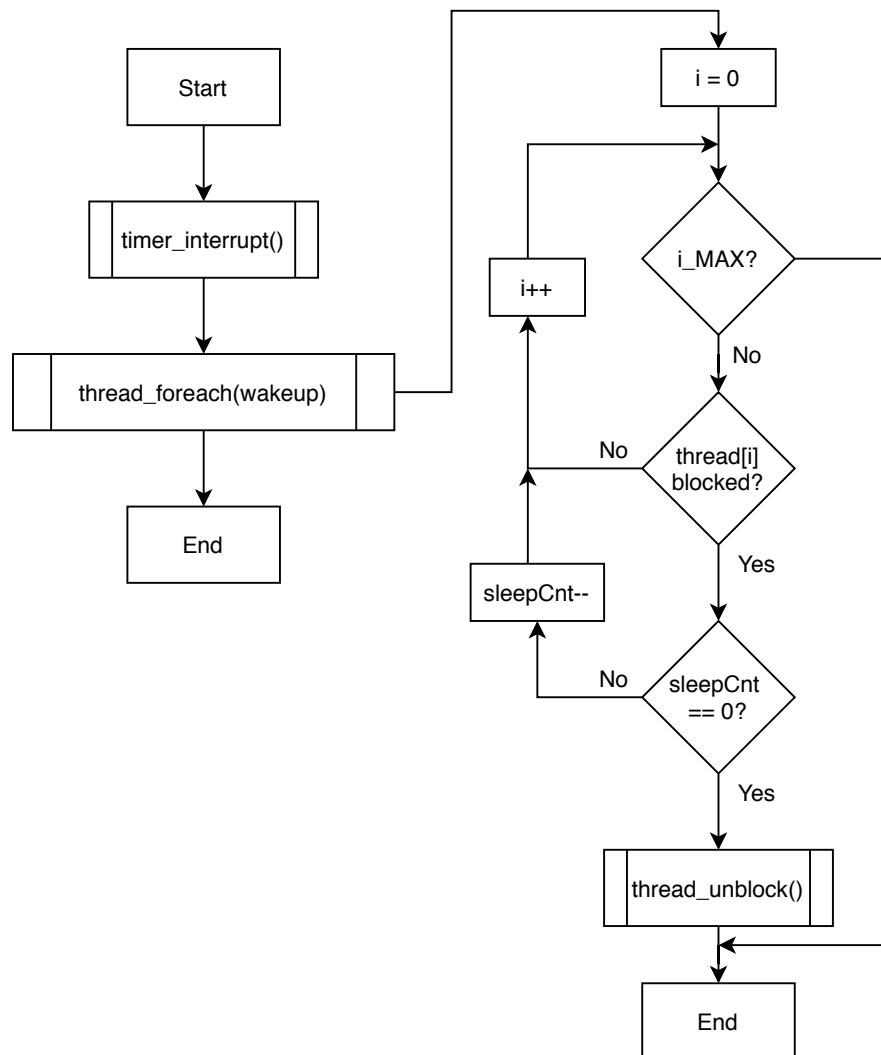 Start
timer_interrupt()
thread_foreach(wakeup)
End
i = 0
i_MAX?
i++
No
thread[i]
blocked?
No
Yes
sleepCnt--
sleepCnt
== 0?
No
Yes
thread_unblock()
End